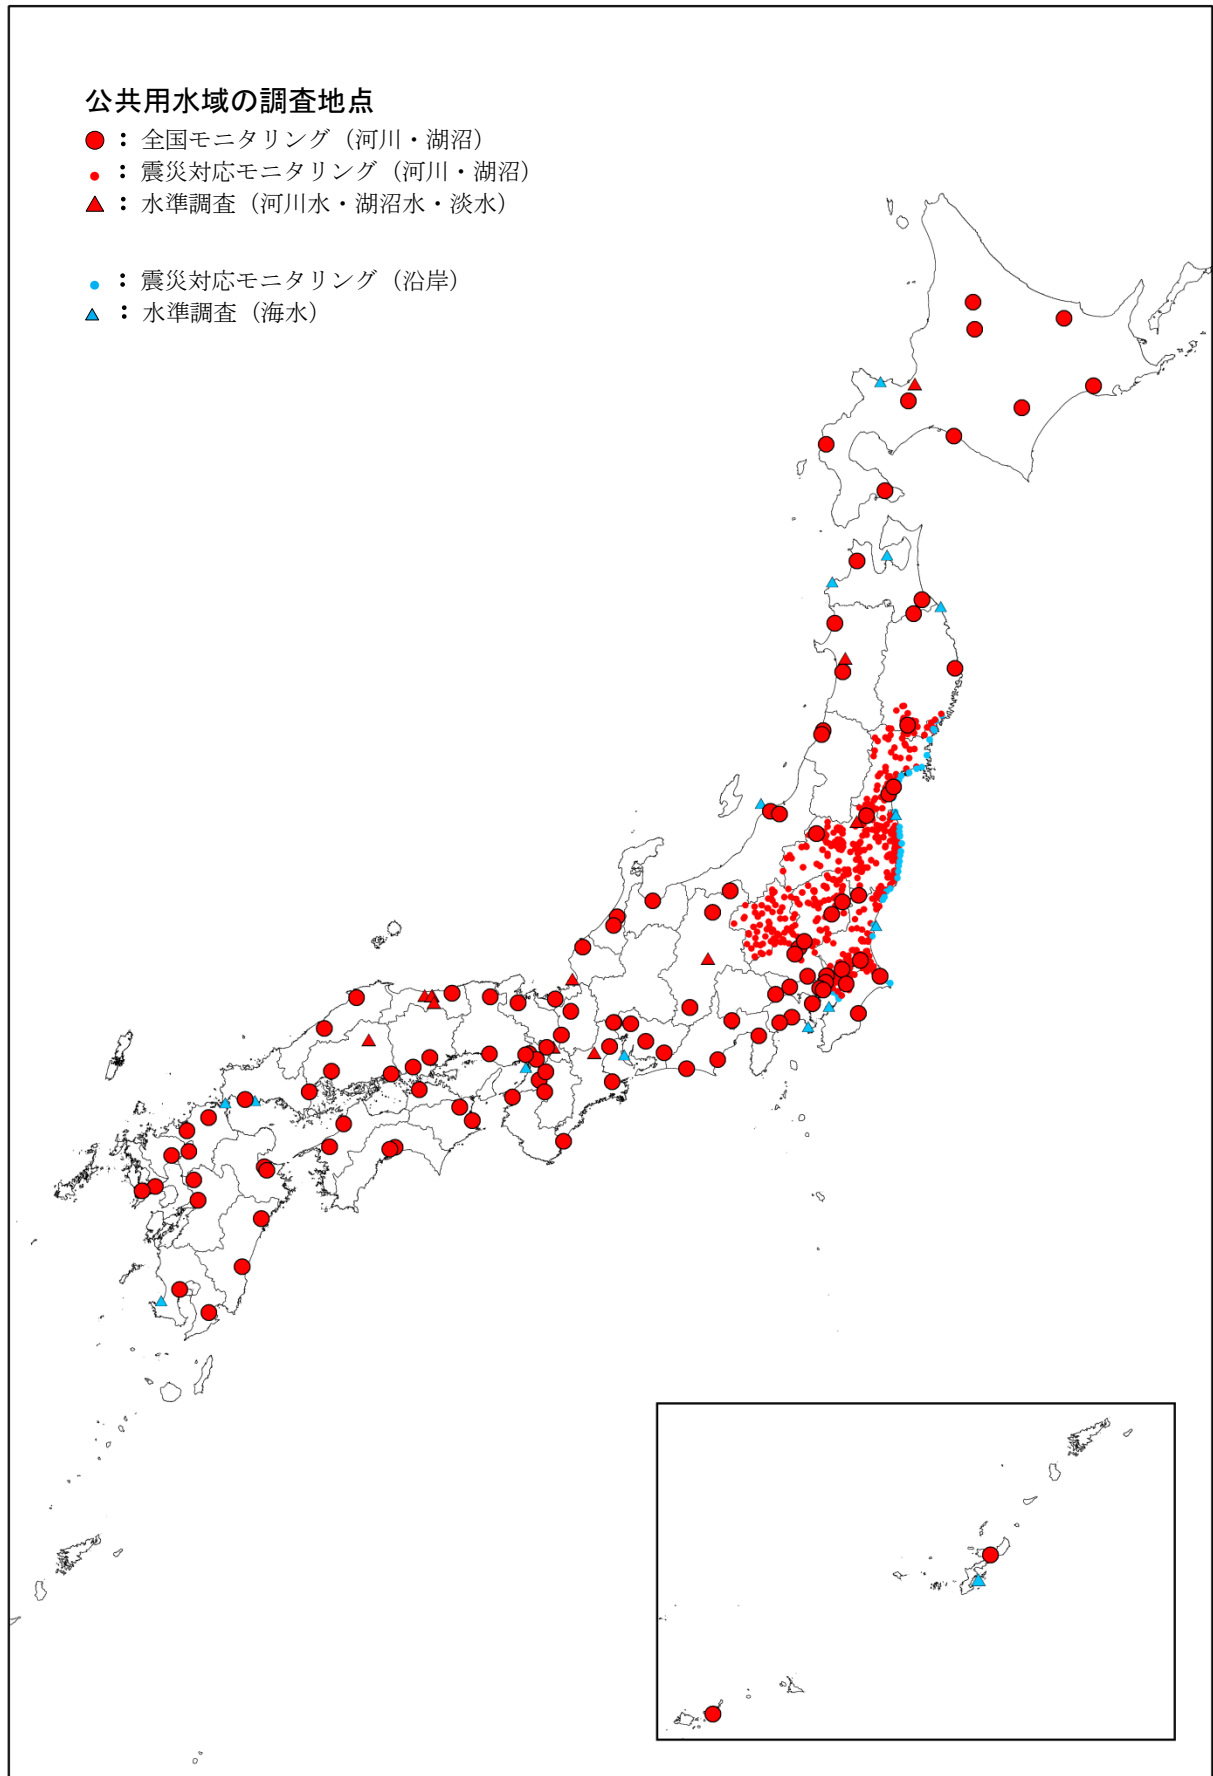 公共用水域の調査地点
：全国モニタリング（河川・湖沼）
：震災対応モニタリング（河川・湖沼）
：水準調査（河川水・湖沼水・淡水）
：震災対応モニタリング（沿岸）
：水準調査（海水）